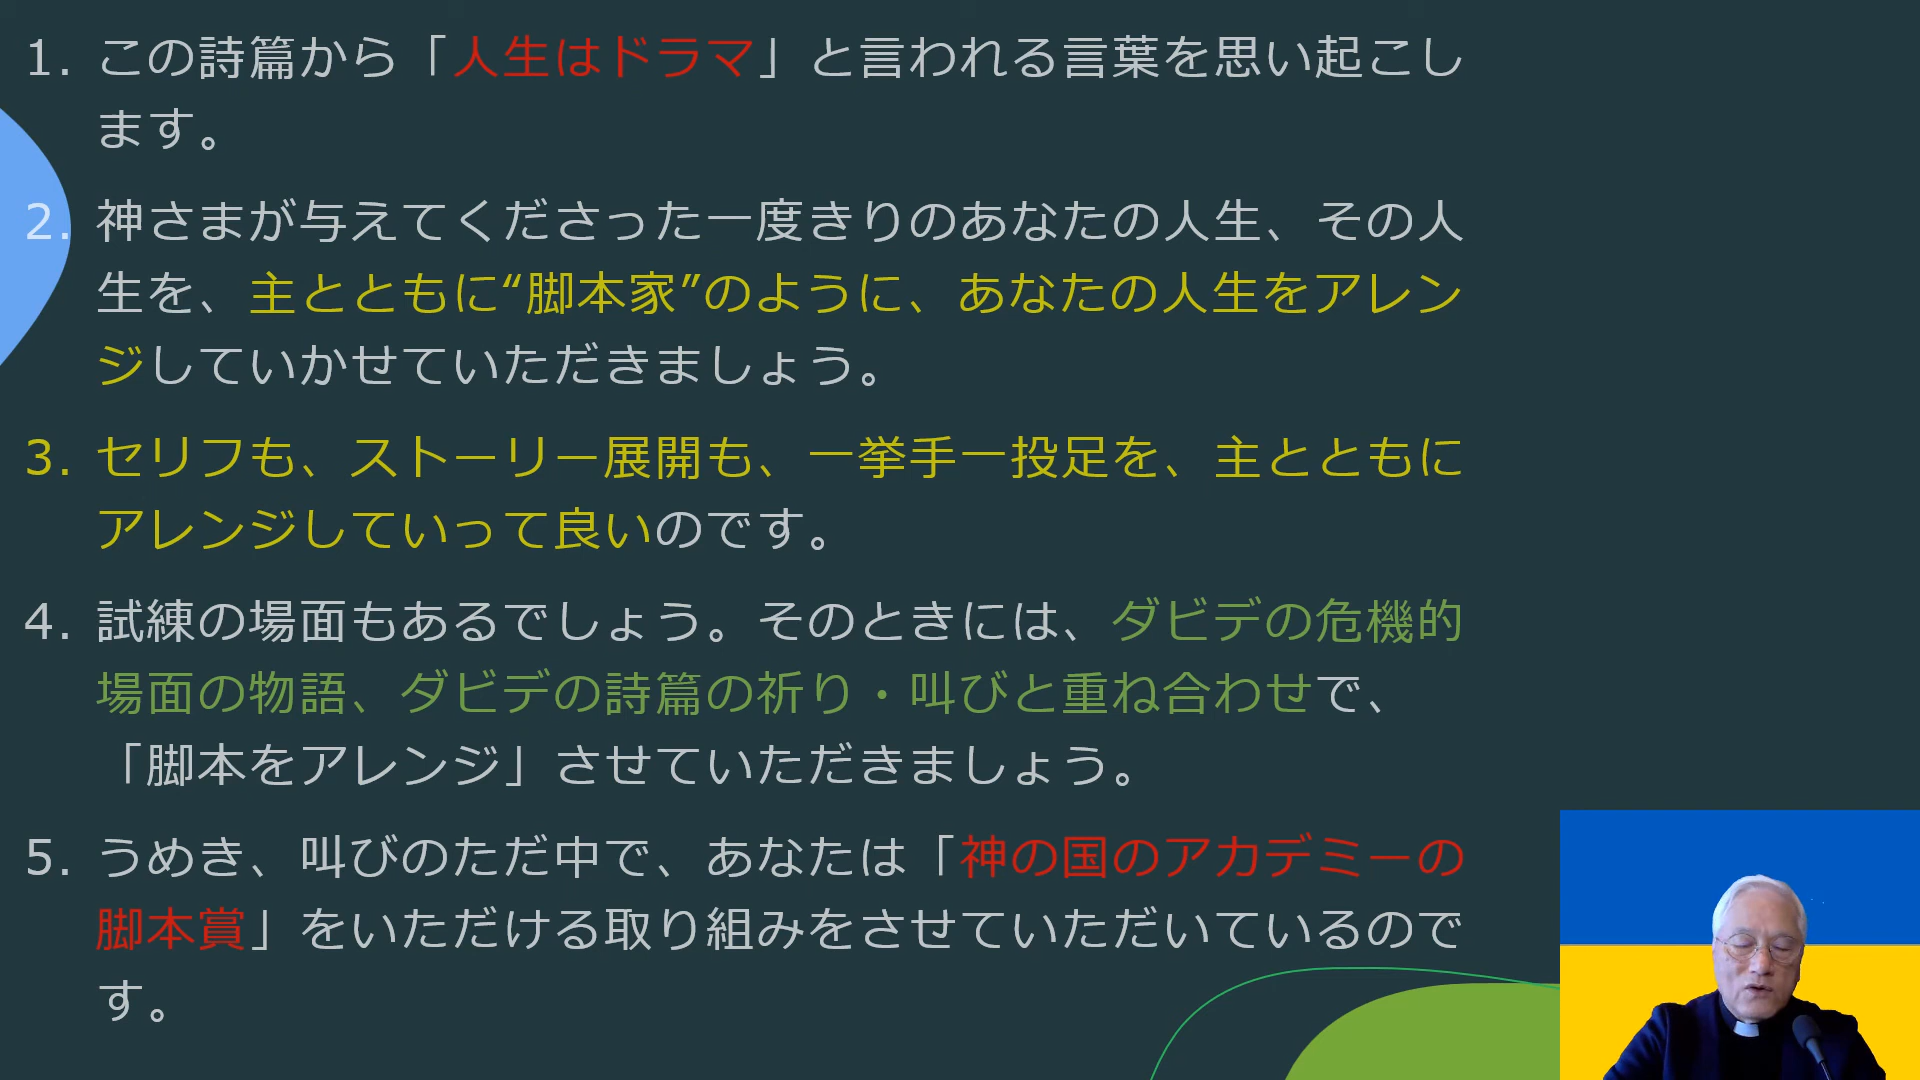 1. この詩篇から「人生はドラマ」と言われる言葉を思い起こし
ます。
2. 神さまが与えてくださった一度きりのあなたの人生、その人
生を、主とともに“脚本家”のように、あなたの人生をアレン
ジしていかせていただきましょう。
3. セリフも、ストーリー展開も、一挙手一投足を、主とともに
アレンジしていって良いのです。
4. 試練の場面もあるでしょう。そのときには、ダビデの危機的
場面の物語、ダビデの詩篇の祈り・叫びと重ね合わせで、
「脚本をアレンジ」させていただきましょう。
5. うめき、叫びのただ中で、あなたは「神の国のアカデミーの
脚本賞」をいただける取り組みをさせていただいているので
す。